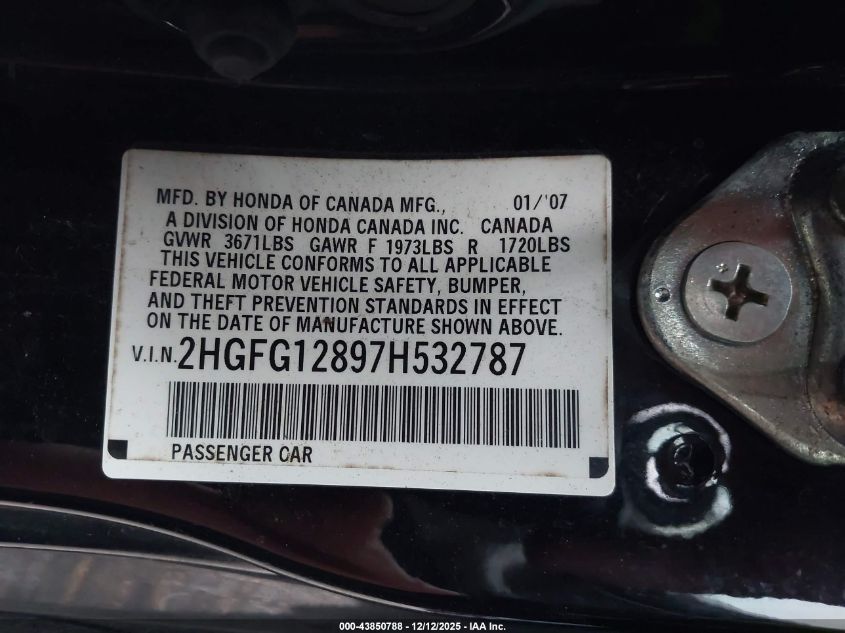 MFD. BY HONDA OF CANADA MFG., 01/'07
A DIVISION OF HONDA CANADA INC. CANADA
GVWR 3671LBS GAWR F 1973LBS R 1720LBS
THIS VEHICLE CONFORMS TO ALL APPLICABLE
FEDERAL MOTOR VEHICLE SAFETY, BUMPER,
AND THEFT PREVENTION STANDARDS IN EFFECT
ON THE DATE OF MANUFACTURE SHOWN ABOVE.
V.I.N. 2HGFG12897H532787
PASSENGER CAR
000-43850788 - 12/12/2025 - IAA Inc.